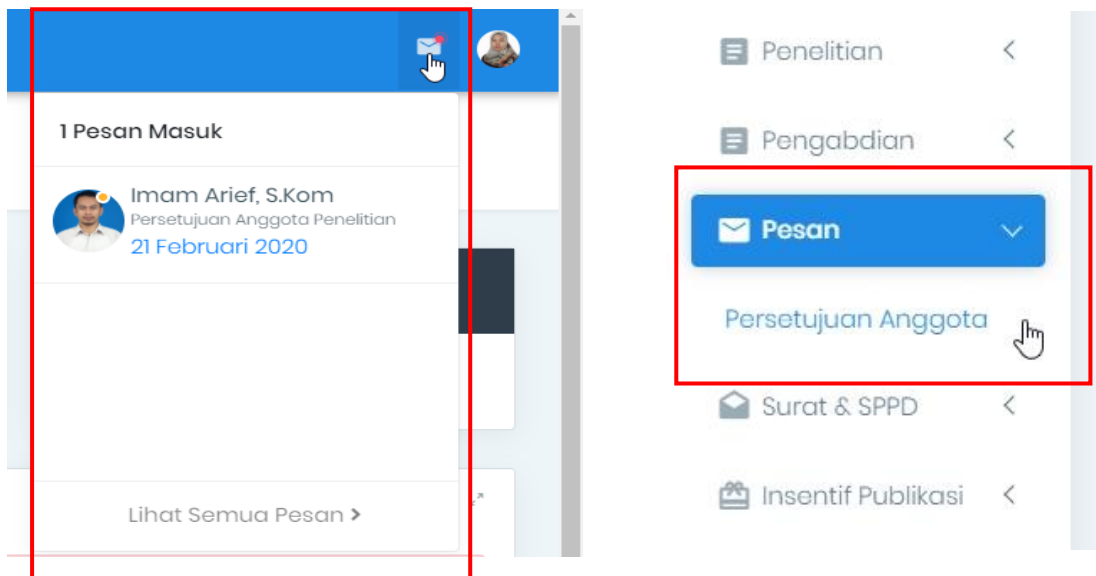 1 Pesan Masuk
Imam Arief, S.Kom
Persetujuan Anggota Penelitian
21 Februari 2020
Lihat Semua Pesan >
Penelitian
Pengabdian
Pesan
Persetujuan Anggota
Surat & SPPD
Insentif Publikasi